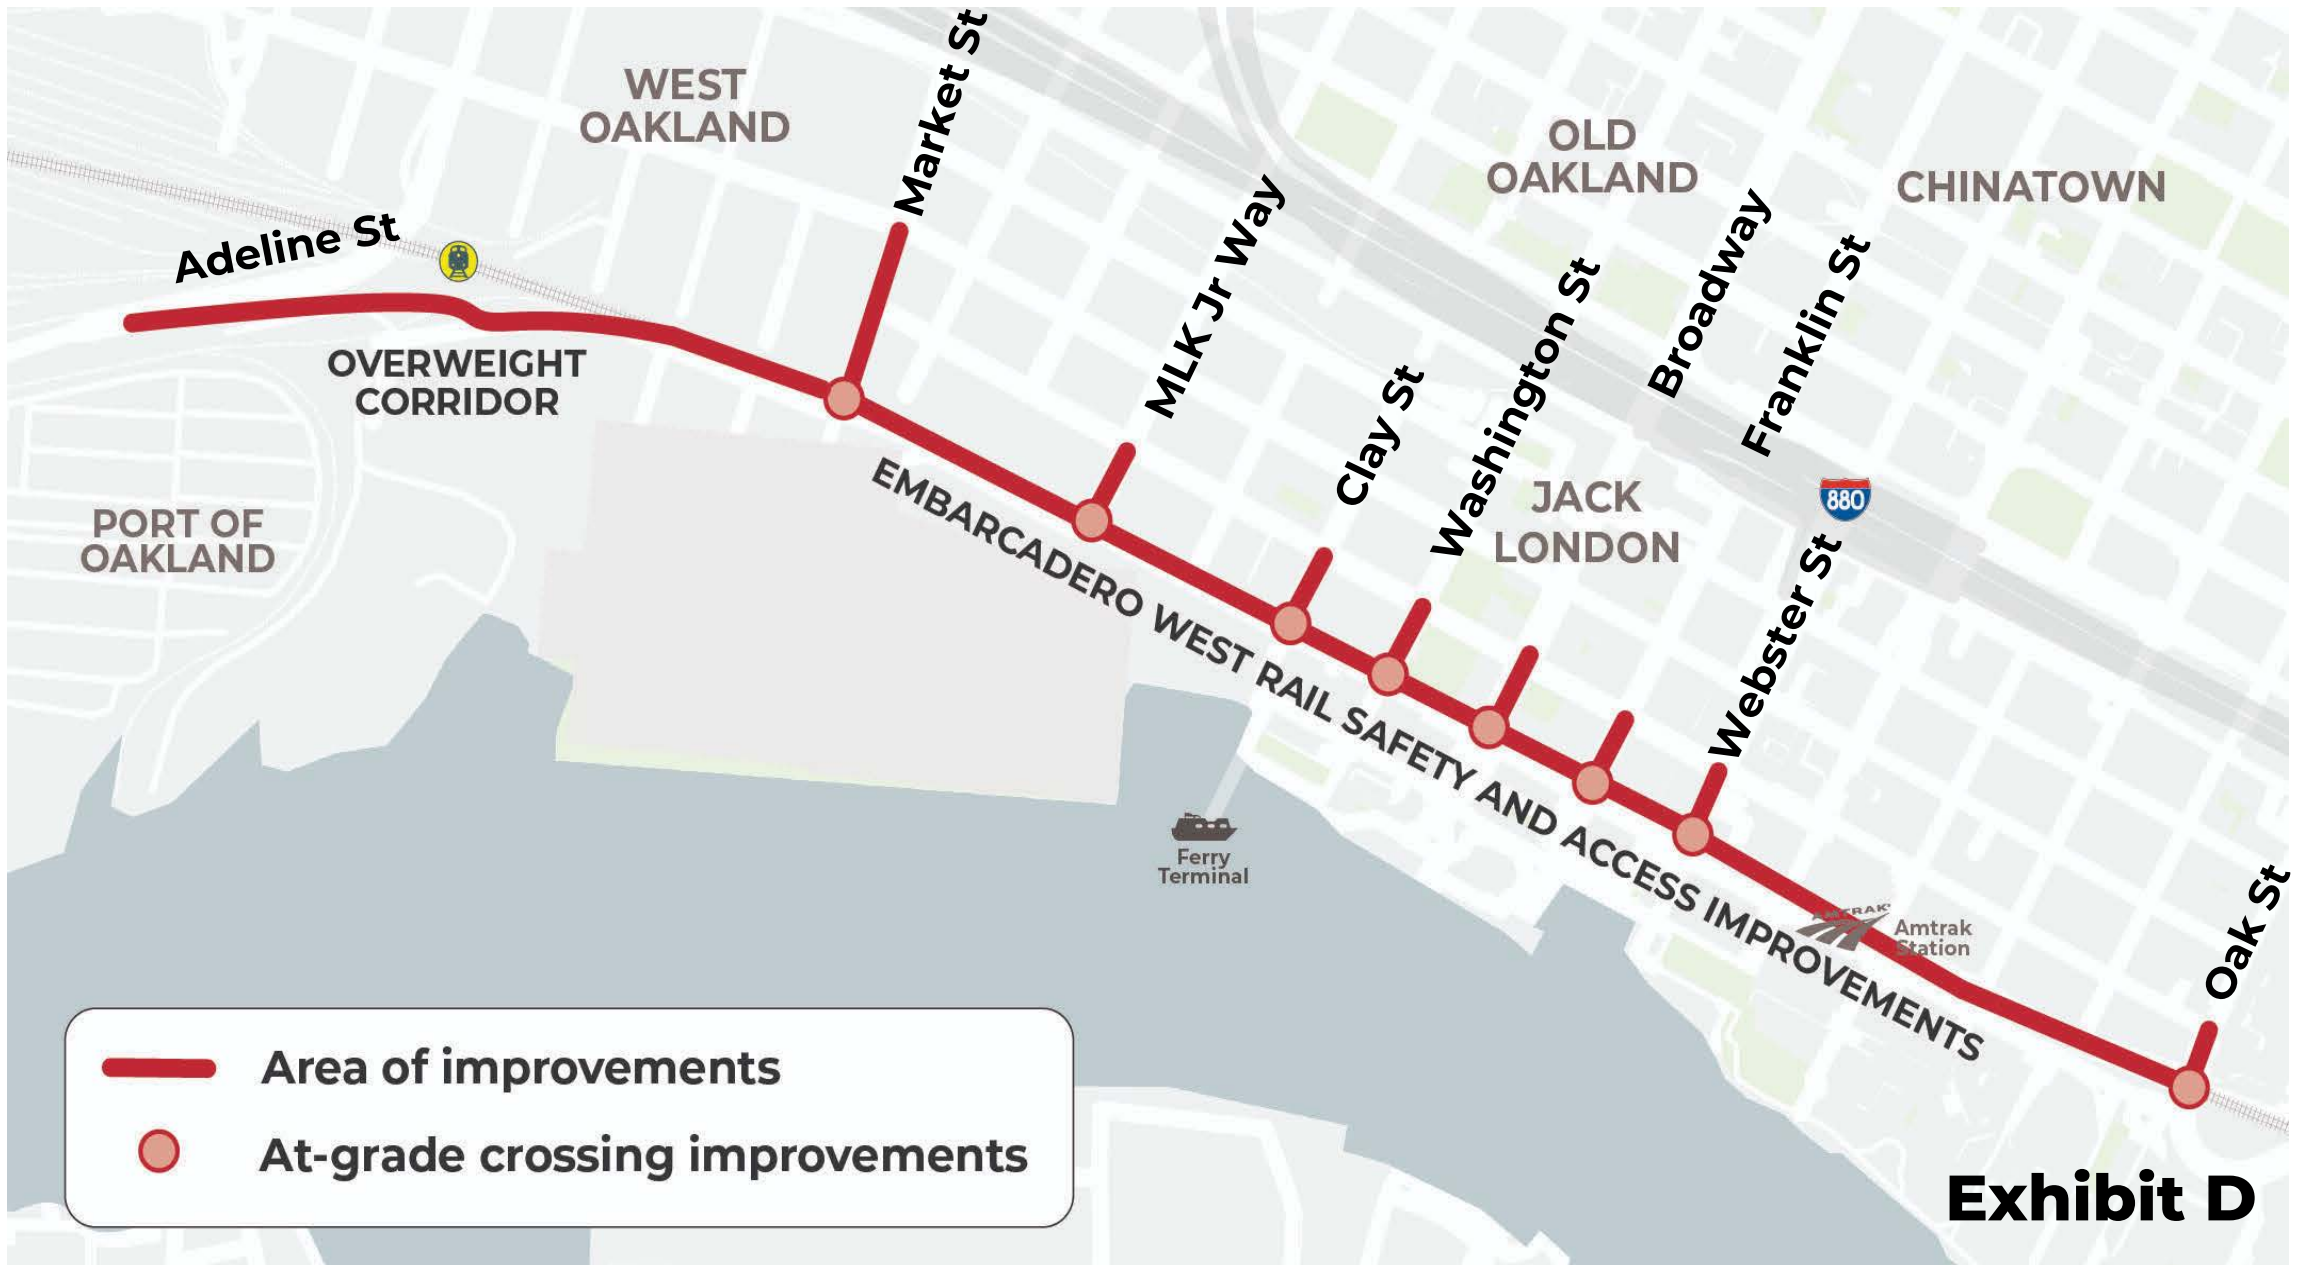 Market St
WEST
OAKLAND
OLD
OAKLAND
CHINATOWN
Adeline St
MLK Jr Way
Broadway
Franklin St
Washington St
Clay St
OVERWEIGHT
CORRIDOR
880
JACK
LONDON
PORT OF
OAKLAND
EMBARCADERO WEST RAIL SAFETY AND ACCESS IMPROVEMENTS
Webster St
Ferry
Terminal
AMTRAK
Amtrak
Station
Oak St
Area of improvements
At-grade crossing improvements
Exhibit D